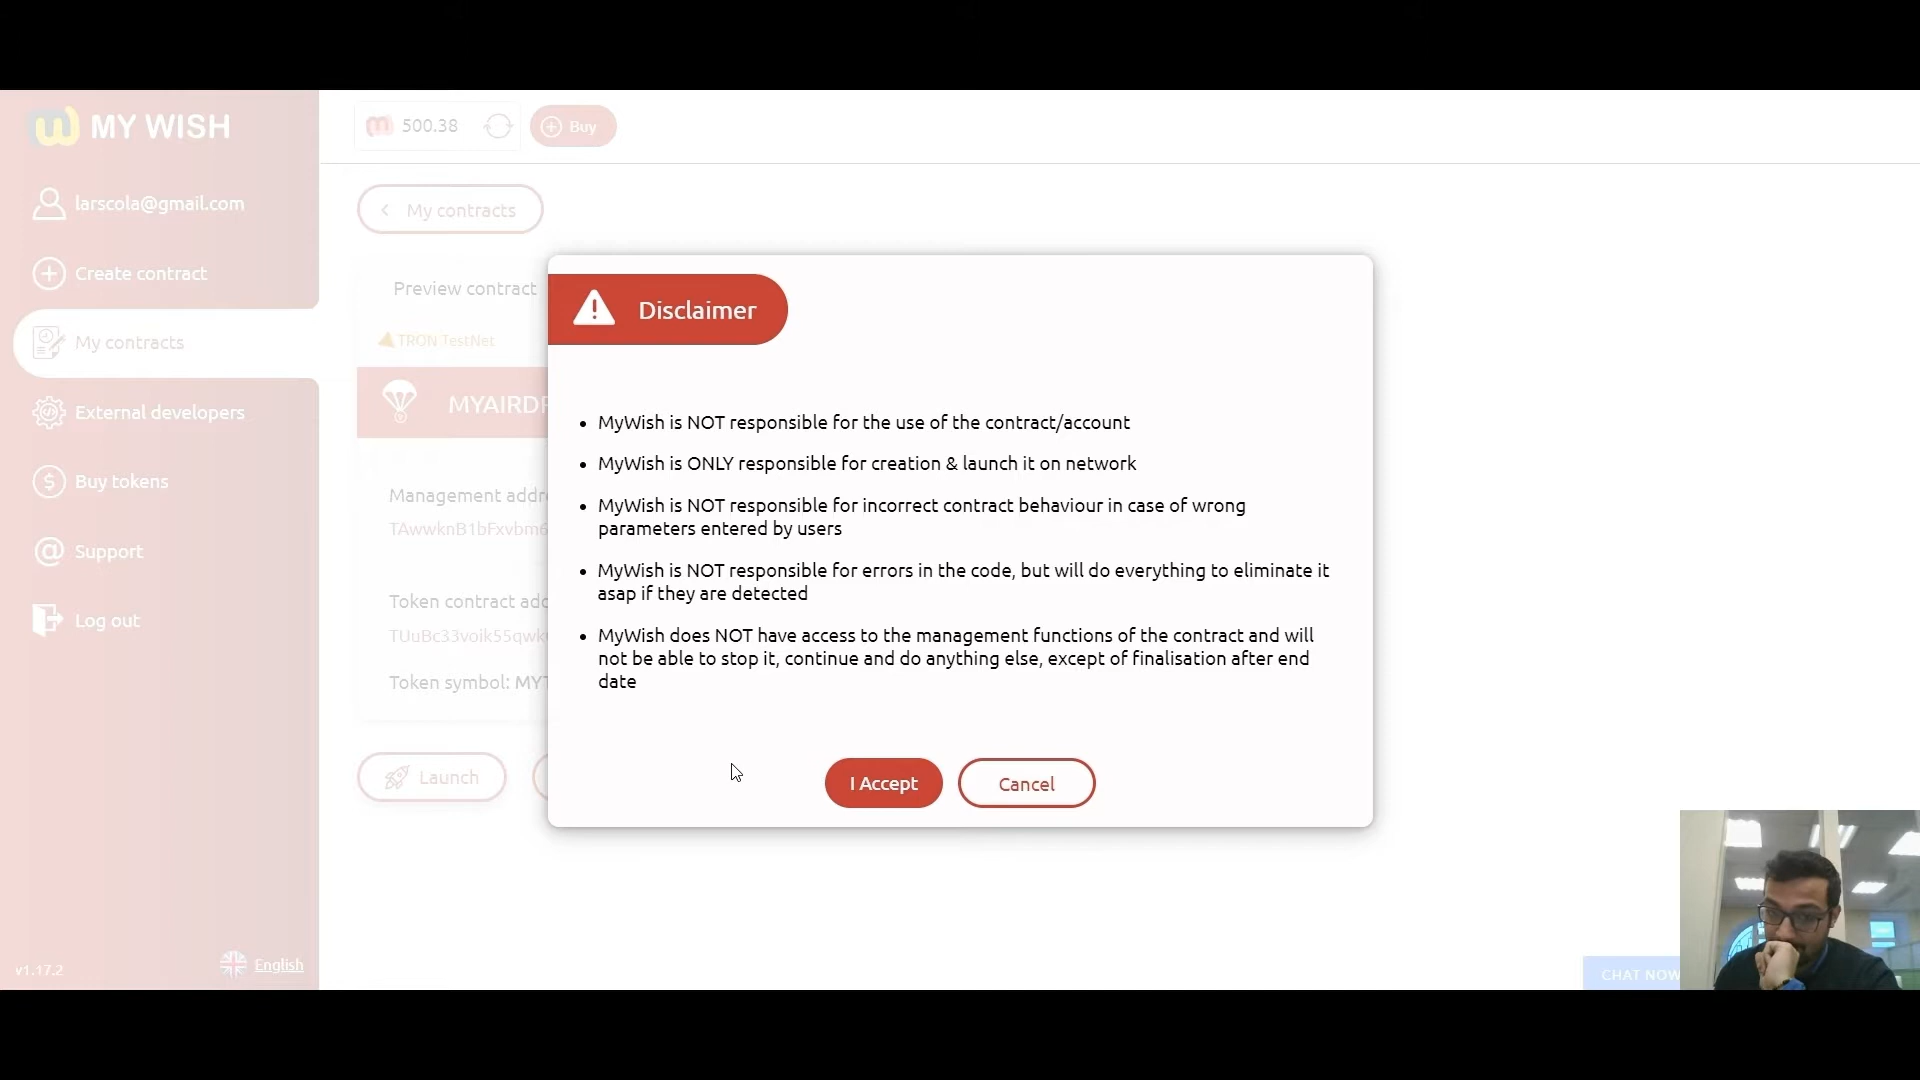 MY WISH
500.38
Buy
larscola@gmail.com
Create contract
My contracts
External developers
Buy tokens
Support
Log out
v1.17.2
English
My contracts
Preview contract
TRON TestNet
Management
Token contract
Token symbol:
Launch
Disclaimer
MyWish is NOT responsible for the use of the contract/account
MyWish is ONLY responsible for creation & launch it on network
MyWish is NOT responsible for incorrect contract behaviour in case of wrong
parameters entered by users
MyWish is NOT responsible for errors in the code, but will do everything to eliminate it
asap if they are detected
MyWish does NOT have access to the management functions of the contract and will
not be able to stop it, continue and do anything else, except of finalisation after end
date
I Accept
Cancel
CHAT NOW